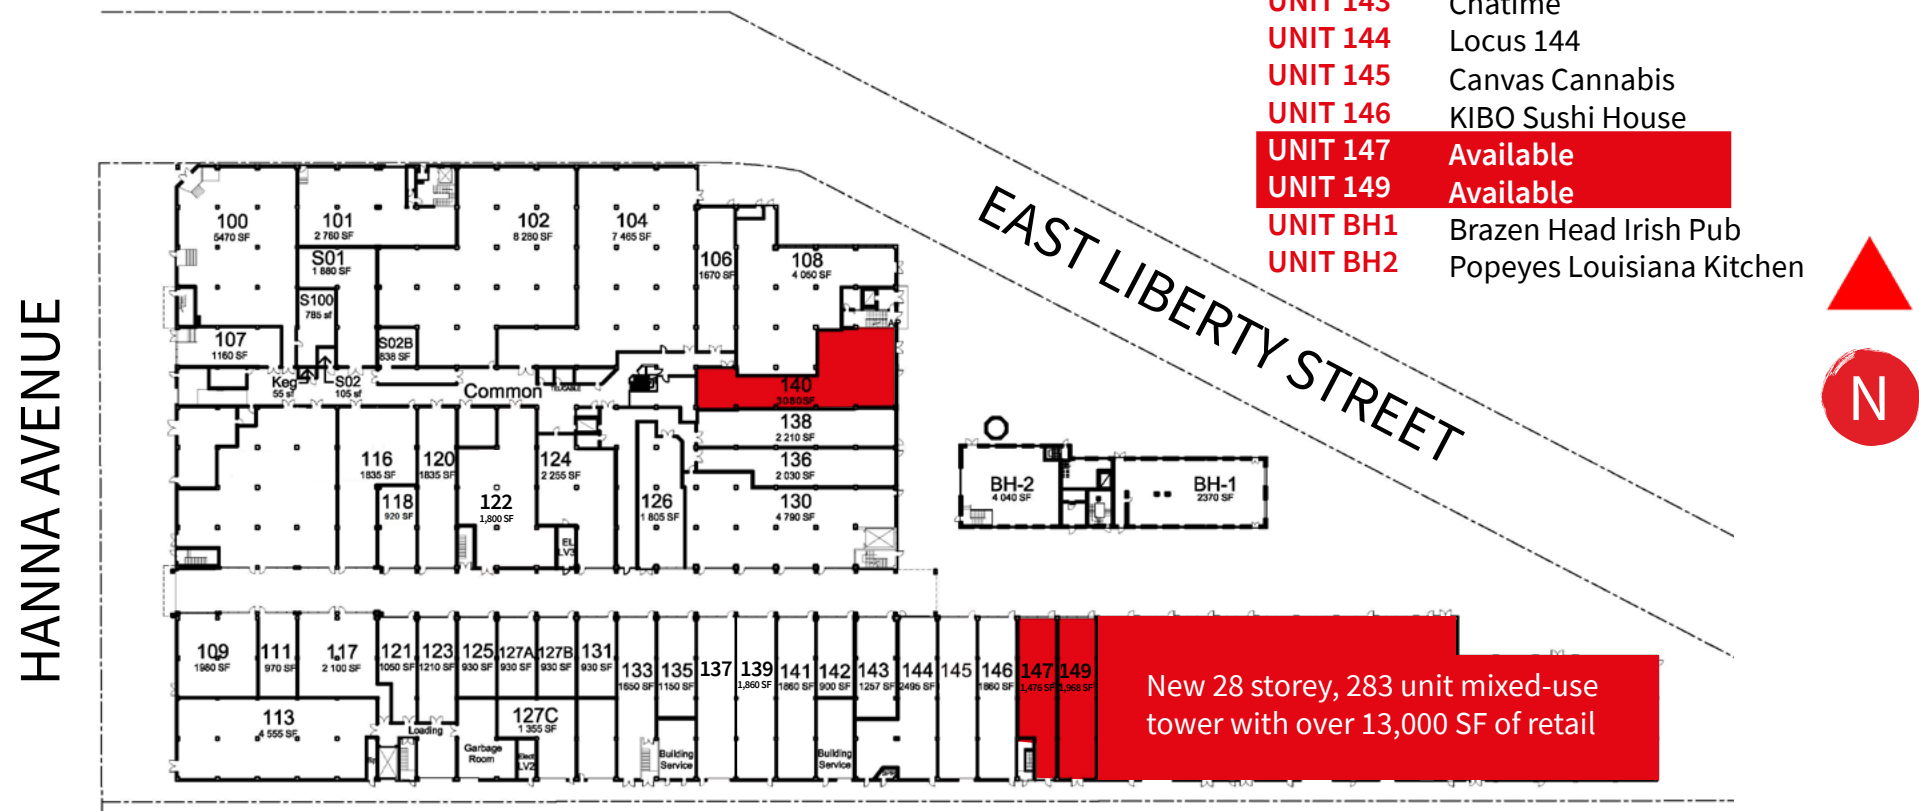 UNIT 143 Chatime
UNIT 144 Locus 144
UNIT 145 Canvas Cannabis
UNIT 146 KIBO Sushi House
UNIT 147 Available
UNIT 149 Available
UNIT BH1 Brazen Head Irish Pub
UNIT BH2 Popeyes Louisiana Kitchen
N
HANNA AVENUE
EAST LIBERTY STREET
100
5470 SF
101
2 760 SF
102
8 280 SF
104
7 465 SF
106
1670 SF
108
4 050 SF
S01
1 880 SF
S100
785 sf
107
1160 SF
S02B
838 SF
Keg
55 sf
S02
105 sf
Common
140
3080 SF
138
2 210 SF
136
2 030 SF
130
4 790 SF
116
1835 SF
118
920 SF
120
1835 SF
122
1,800 SF
124
2 255 SF
EL
LV3
126
1 805 SF
BH-2
4 040 SF
BH-1
2370 SF
109
1980 SF
111
970 SF
117
2 100 SF
121
1050 SF
123
1210 SF
125
930 SF
127A
930 SF
127B
930 SF
131
930 SF
133
1650 SF
135
1150 SF
137
139
1,860 SF
141
1860 SF
142
900 SF
143
1257 SF
144
2495 SF
145
146
1860 SF
147
1,476 SF
149
1,968 SF
113
4 555 SF
Loading
Garbage
Room
127C
1 355 SF
Elect
LV2
Building
Service
Building
Service
New 28 storey, 283 unit mixed-use
tower with over 13,000 SF of retail